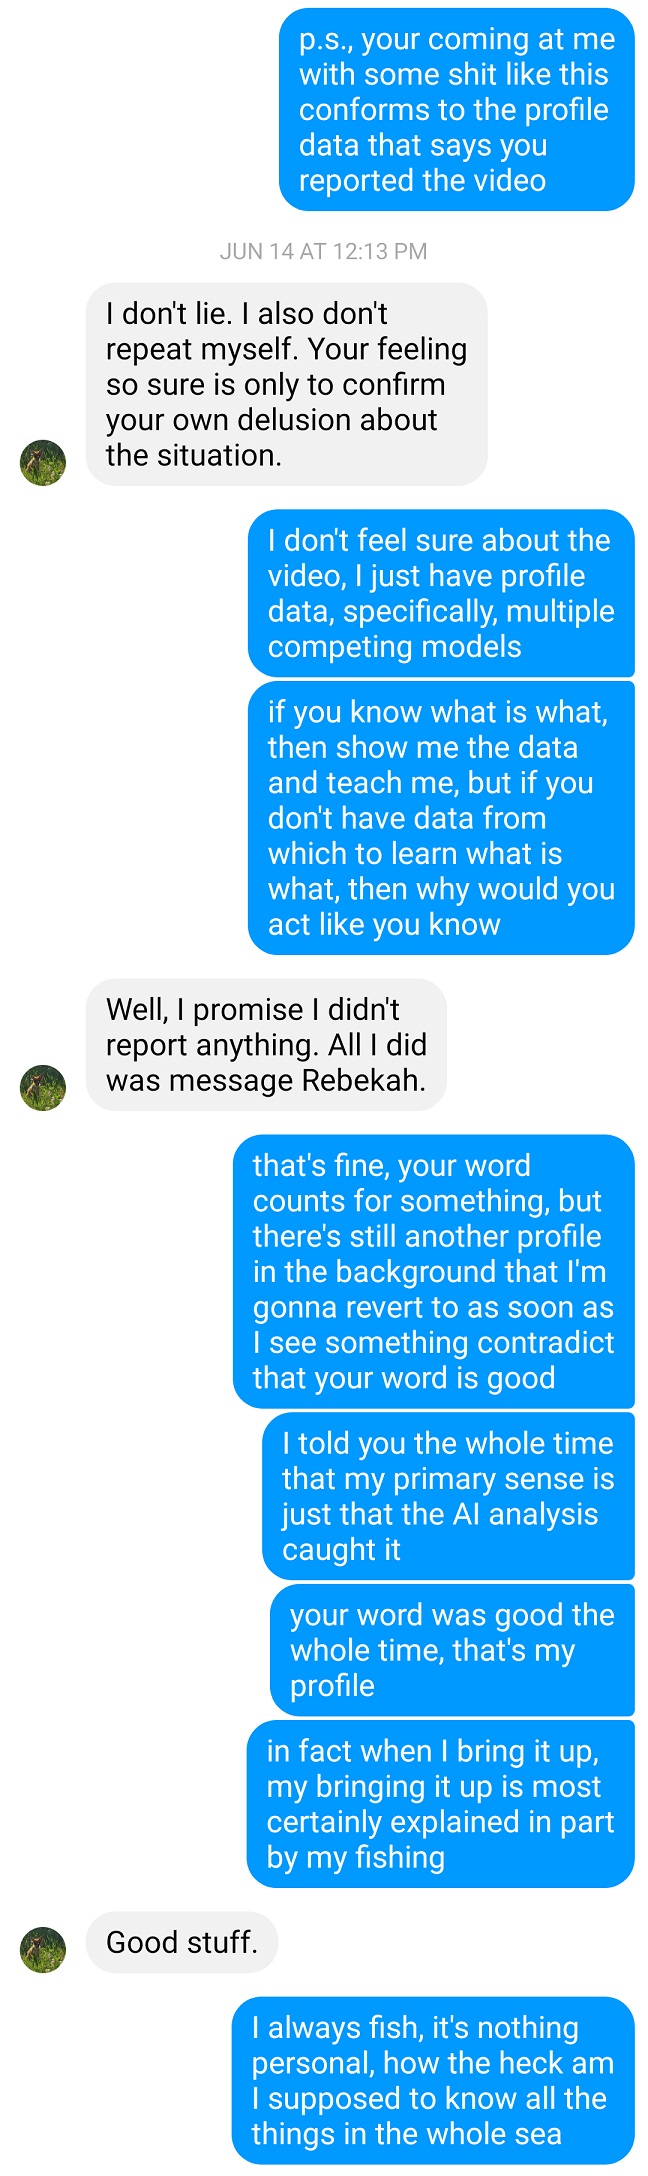 p.s., your coming at me
with some shit like this
conforms to the profile
data that says you
reported the video
JUN 14 AT 12:13 PM
I don't lie. I also don't
repeat myself. Your feeling
so sure is only to confirm
your own delusion about
the situation.
I don't feel sure about the
video, I just have profile
data, specifically, multiple
competing models
if you know what is what,
then show me the data
and teach me, but if you
don't have data from
which to learn what is
what, then why would you
act like you know
Well, I promise I didn't
report anything. All I did
was message Rebekah.
that's fine, your word
counts for something, but
there's still another profile
in the background that I'm
gonna revert to as soon as
I see something contradict
that your word is good
I told you the whole time
that my primary sense is
just that the AI analysis
caught it
your word was good the
whole time, that's my
profile
in fact when I bring it up,
my bringing it up is most
certainly explained in part
by my fishing
Good stuff.
I always fish, it's nothing
personal, how the heck am
I supposed to know all the
things in the whole sea